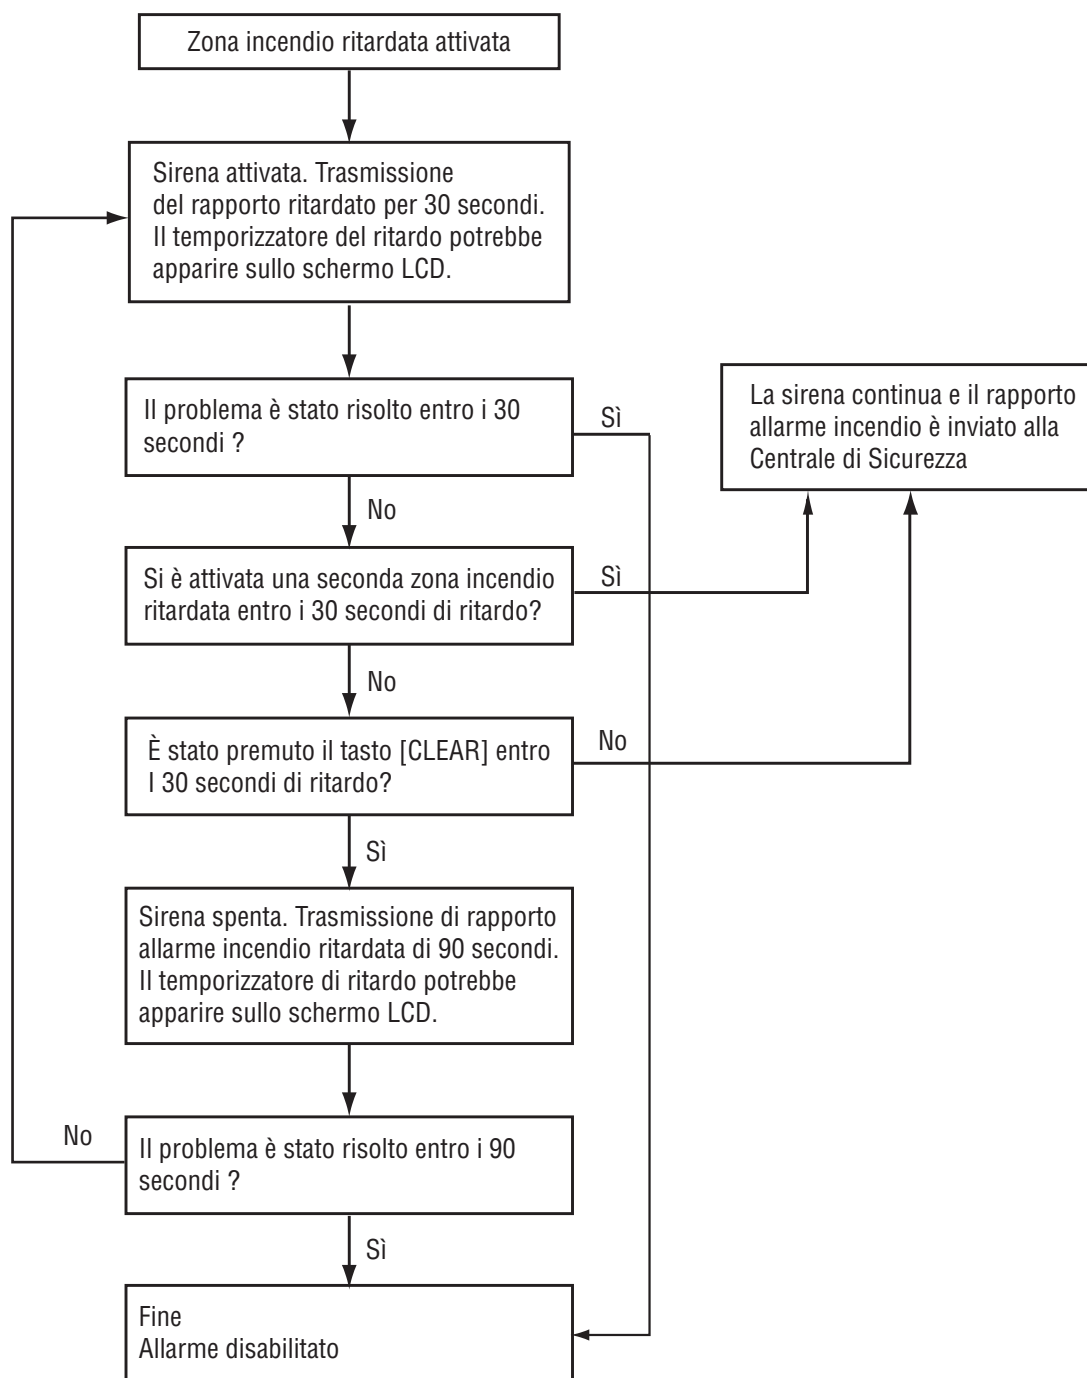 Zona incendio ritardata attivata
Sirena attivata. Trasmissione
del rapporto ritardato per 30 secondi.
Il temporizzatore del ritardo potrebbe
apparire sullo schermo LCD.
Il problema è stato risolto entro i 30
secondi ?
Sì
La sirena continua e il rapporto
allarme incendio è inviato alla
Centrale di Sicurezza
No
Si è attivata una seconda zona incendio
ritardata entro i 30 secondi di ritardo?
Sì
No
È stato premuto il tasto [CLEAR] entro
I 30 secondi di ritardo?
No
Sì
Sirena spenta. Trasmissione di rapporto
allarme incendio ritardata di 90 secondi.
Il temporizzatore di ritardo potrebbe
apparire sullo schermo LCD.
No
Il problema è stato risolto entro i 90
secondi ?
Sì
Fine
Allarme disabilitato